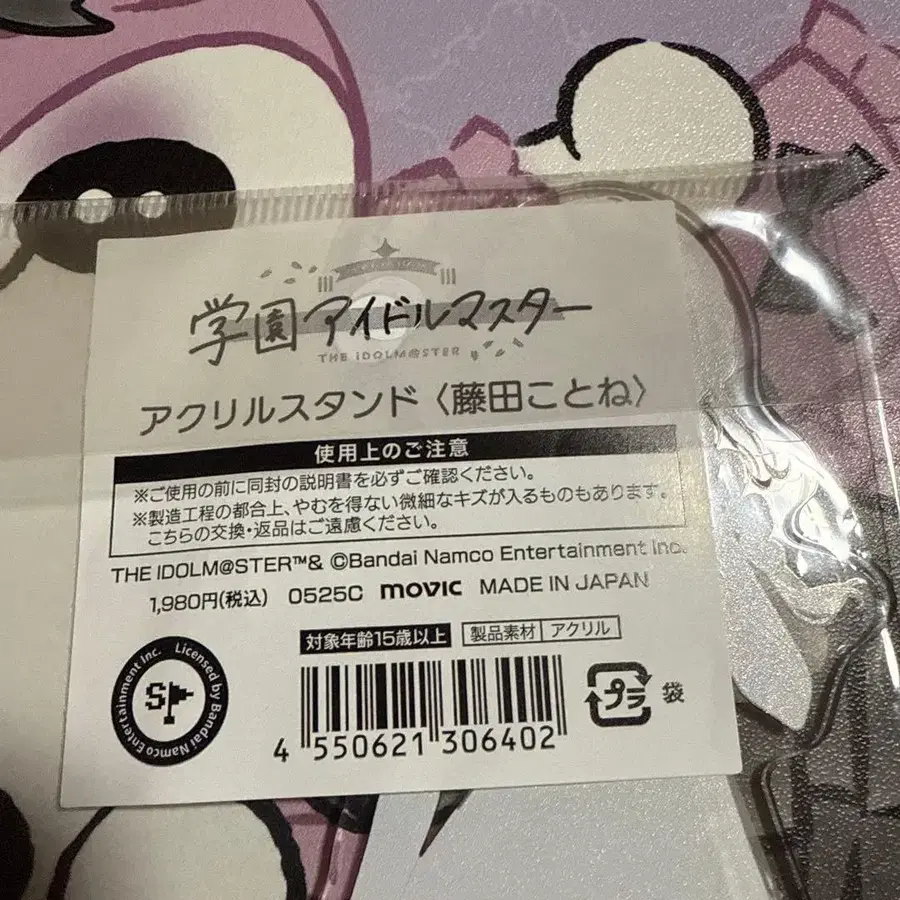 学園アイドルマスター
THE IDOLM@STER
アクリルスタンド〈藤田ことね〉
使用上のご注意
※ご使用の前に同封の説明書を必ずご確認ください。
※製造工程の都合上、やむを得ない微細なキズが入るものもあります。
こちらの交換・返品はご遠慮ください。
THE IDOLM@STER™& ©Bandai Namco Entertainment Inc.
1,980円(税込) 0525C movic MADE IN JAPAN
対象年齢15歳以上 製品素材 アクリル
Licensed by Bandai Namco Entertainment Inc.
プラ 袋
4 550621 306402